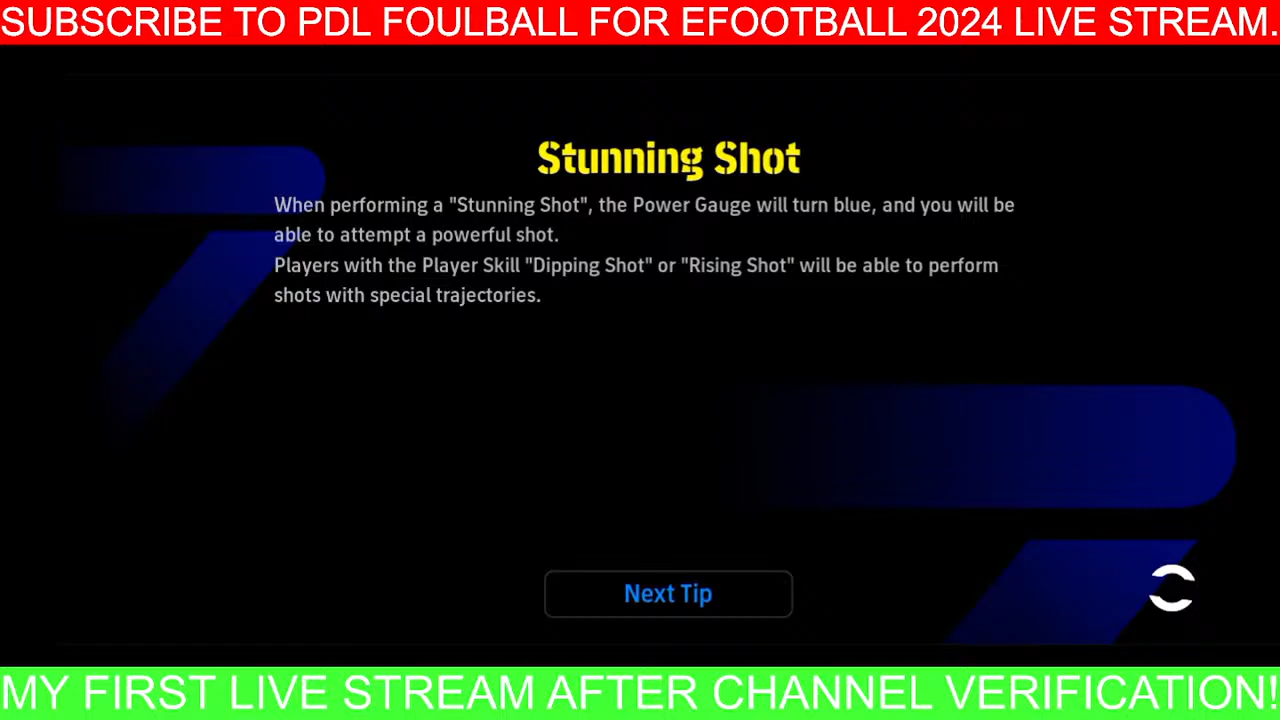 SUBSCRIBE TO PDL FOULBALL FOR EFOOTBALL 2024 LIVE STREAM.
Stunning Shot
When performing a "Stunning Shot", the Power Gauge will turn blue, and you will be
able to attempt a powerful shot.
Players with the Player Skill "Dipping Shot" or "Rising Shot" will be able to perform
shots with special trajectories.
Next Tip
MY FIRST LIVE STREAM AFTER CHANNEL VERIFICATION!